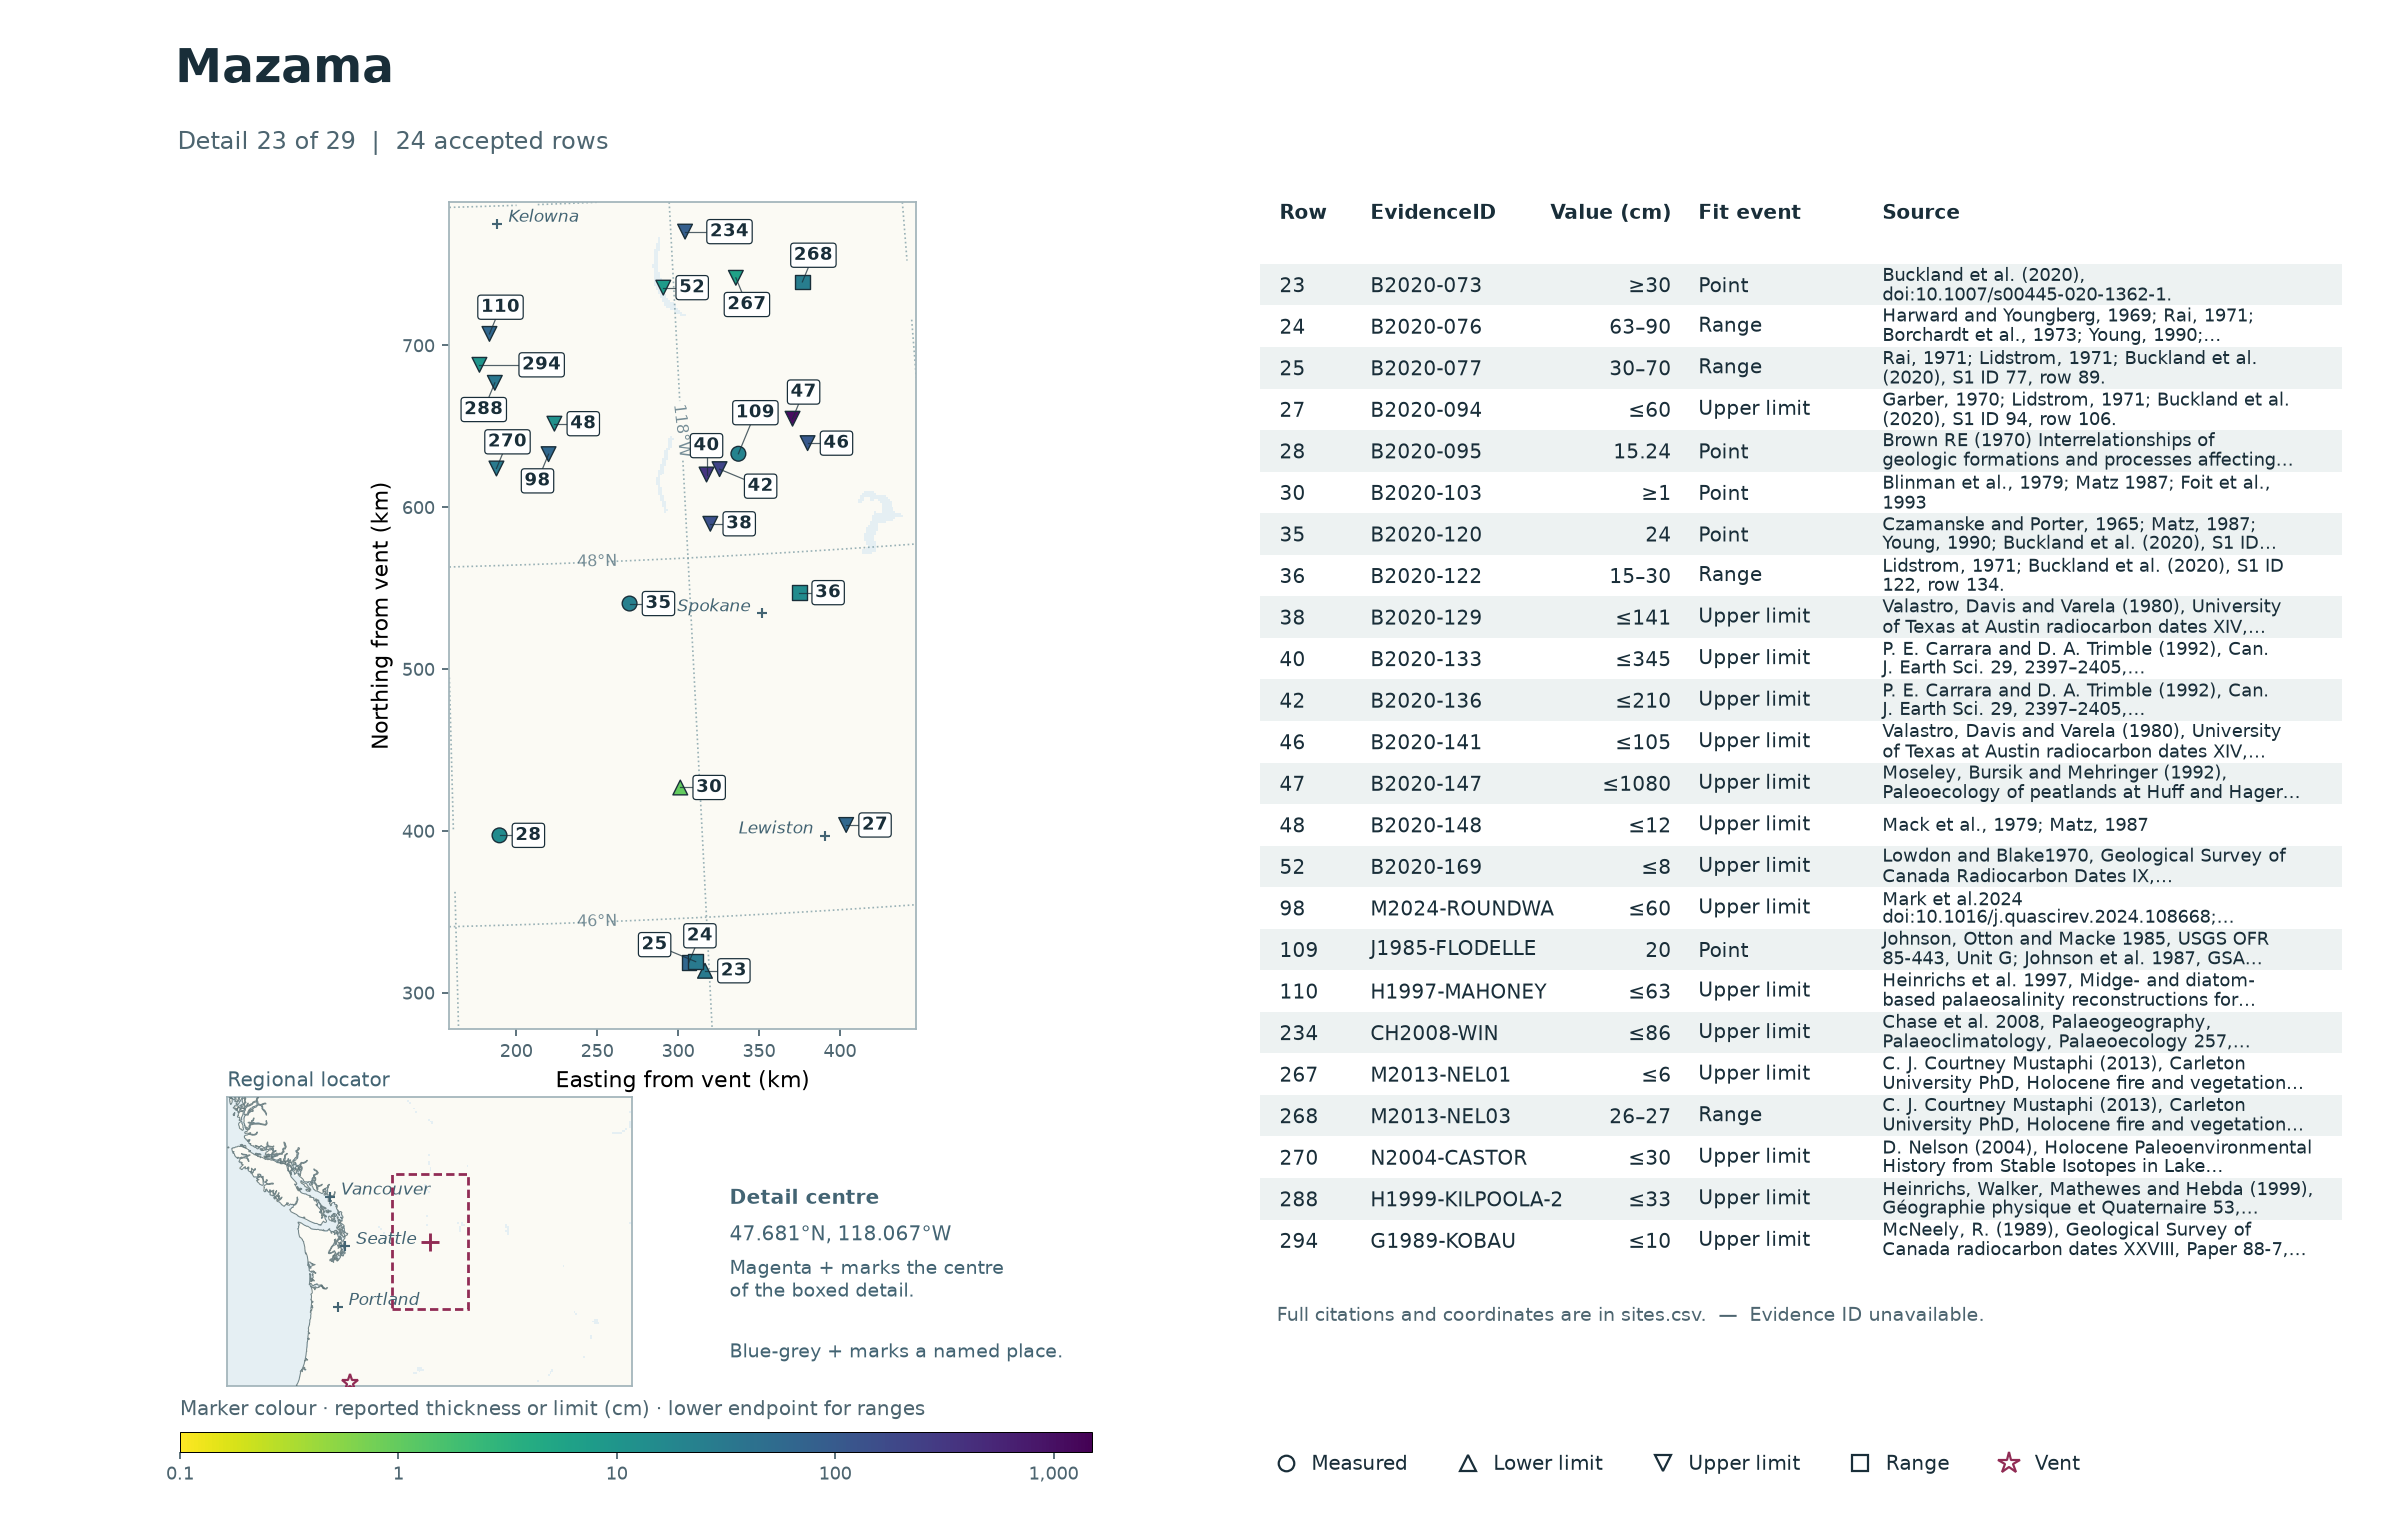 Mazama
Detail 23 of 29 | 24 accepted rows
Kelowna
234
268
52
267
110
294
288
48
270
98
47
109
40
46
42
38
118°W
48°N
35
Spokane
36
30
Lewiston
27
28
46°N
25
24
23
700
600
500
400
300
Northing from vent (km)
200
250
300
350
400
Easting from vent (km)
Regional locator
Vancouver
Seattle
Portland
Detail centre
47.681°N, 118.067°W
Magenta + marks the centre
of the boxed detail.
Blue-grey + marks a named place.
Marker colour · reported thickness or limit (cm) · lower endpoint for ranges
0.1
1
10
100
1,000
Row EvidenceID Value (cm) Fit event Source
23 B2020-073 ≥30 Point Buckland et al. (2020),
doi:10.1007/s00445-020-1362-1.
24 B2020-076 63–90 Range Harward and Youngberg, 1969; Rai, 1971;
Borchardt et al., 1973; Young, 1990;…
25 B2020-077 30–70 Range Rai, 1971; Lidstrom, 1971; Buckland et al.
(2020), S1 ID 77, row 89.
27 B2020-094 ≤60 Upper limit Garber, 1970; Lidstrom, 1971; Buckland et al.
(2020), S1 ID 94, row 106.
28 B2020-095 15.24 Point Brown RE (1970) Interrelationships of
geologic formations and processes affecting…
30 B2020-103 ≥1 Point Blinman et al., 1979; Matz 1987; Foit et al.,
1993
35 B2020-120 24 Point Czamanske and Porter, 1965; Matz, 1987;
Young, 1990; Buckland et al. (2020), S1 ID…
36 B2020-122 15–30 Range Lidstrom, 1971; Buckland et al. (2020), S1 ID
122, row 134.
38 B2020-129 ≤141 Upper limit Valastro, Davis and Varela (1980), University
of Texas at Austin radiocarbon dates XIV,…
40 B2020-133 ≤345 Upper limit P. E. Carrara and D. A. Trimble (1992), Can.
J. Earth Sci. 29, 2397–2405,…
42 B2020-136 ≤210 Upper limit P. E. Carrara and D. A. Trimble (1992), Can.
J. Earth Sci. 29, 2397–2405,…
46 B2020-141 ≤105 Upper limit Valastro, Davis and Varela (1980), University
of Texas at Austin radiocarbon dates XIV,…
47 B2020-147 ≤1080 Upper limit Moseley, Bursik and Mehringer (1992),
Paleoecology of peatlands at Huff and Hager…
48 B2020-148 ≤12 Upper limit Mack et al., 1979; Matz, 1987
52 B2020-169 ≤8 Upper limit Lowdon and Blake1970, Geological Survey of
Canada Radiocarbon Dates IX,…
98 M2024-ROUNDWA ≤60 Upper limit Mark et al.2024
doi:10.1016/j.quascirev.2024.108668;…
109 J1985-FLODELLE 20 Point Johnson, Otton and Macke 1985, USGS OFR
85-443, Unit G; Johnson et al. 1987, GSA…
110 H1997-MAHONEY ≤63 Upper limit Heinrichs et al. 1997, Midge- and diatom-
based palaeosalinity reconstructions for…
234 CH2008-WIN ≤86 Upper limit Chase et al. 2008, Palaeogeography,
Palaeoclimatology, Palaeoecology 257,…
267 M2013-NEL01 ≤6 Upper limit C. J. Courtney Mustaphi (2013), Carleton
University PhD, Holocene fire and vegetation…
268 M2013-NEL03 26–27 Range C. J. Courtney Mustaphi (2013), Carleton
University PhD, Holocene fire and vegetation…
270 N2004-CASTOR ≤30 Upper limit D. Nelson (2004), Holocene Paleoenvironmental
History from Stable Isotopes in Lake…
288 H1999-KILPOOLA-2 ≤33 Upper limit Heinrichs, Walker, Mathewes and Hebda (1999),
Géographie physique et Quaternaire 53,…
294 G1989-KOBAU ≤10 Upper limit McNeely, R. (1989), Geological Survey of
Canada radiocarbon dates XXVIII, Paper 88-7,…
Full citations and coordinates are in sites.csv. — Evidence ID unavailable.
Measured
Lower limit
Upper limit
Range
Vent